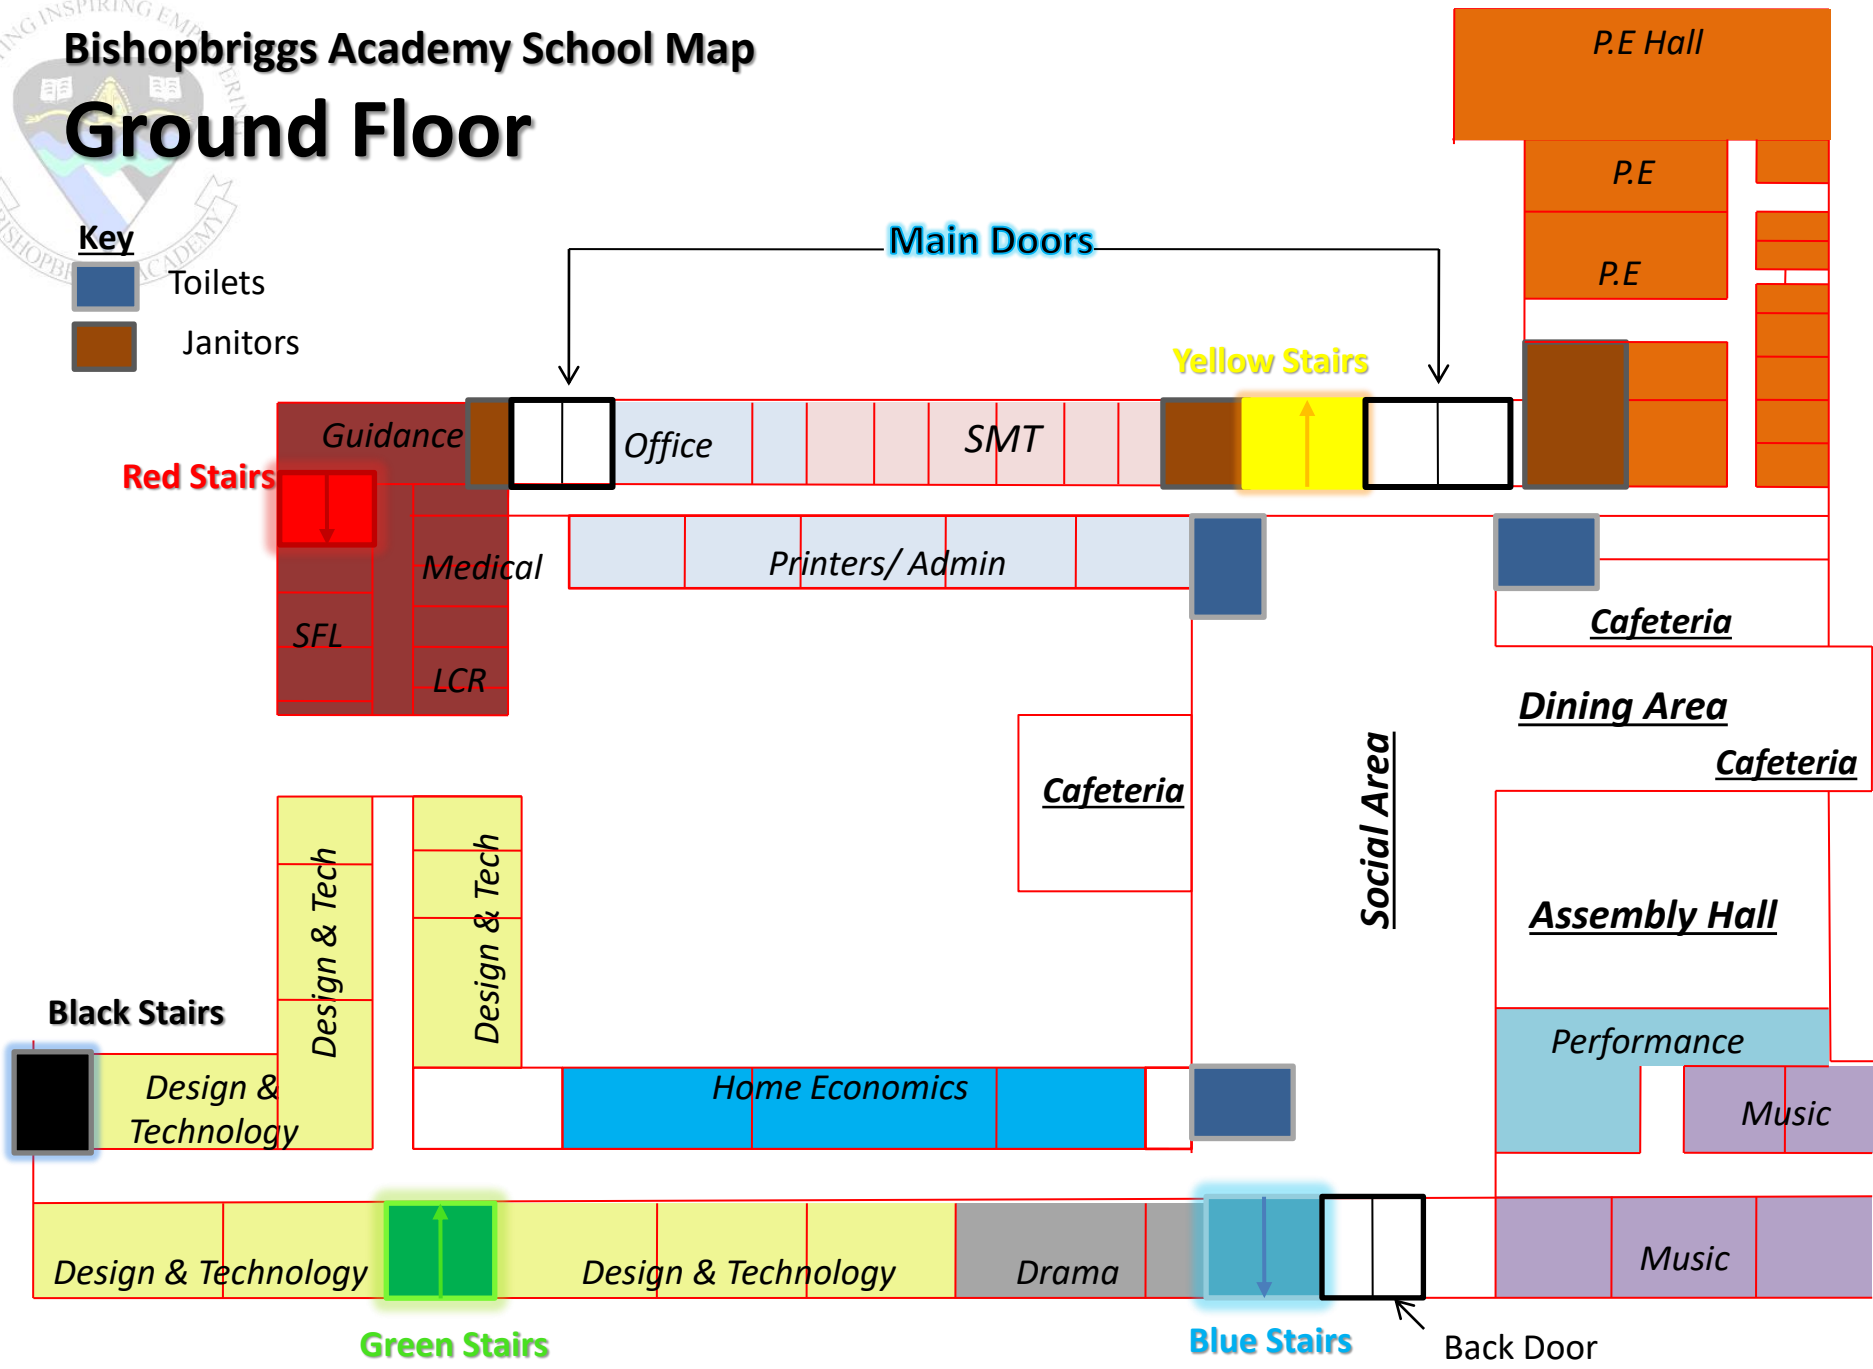 Bishopbriggs Academy School Map
Ground Floor
Key
Toilets
Janitors
BISHOPBRIGGS ACADEMY
Main Doors
P.E Hall
P.E
P.E
Yellow Stairs
Guidance
Office
SMT
Red Stairs
Medical
Printers/ Admin
SFL
LCR
Cafeteria
Dining Area
Cafeteria
Cafeteria
Social Area
Assembly Hall
Design & Tech
Design & Tech
Black Stairs
Design &
Technology
Home Economics
Performance
Music
Design & Technology
Design & Technology
Drama
Music
Green Stairs
Blue Stairs
Back Door